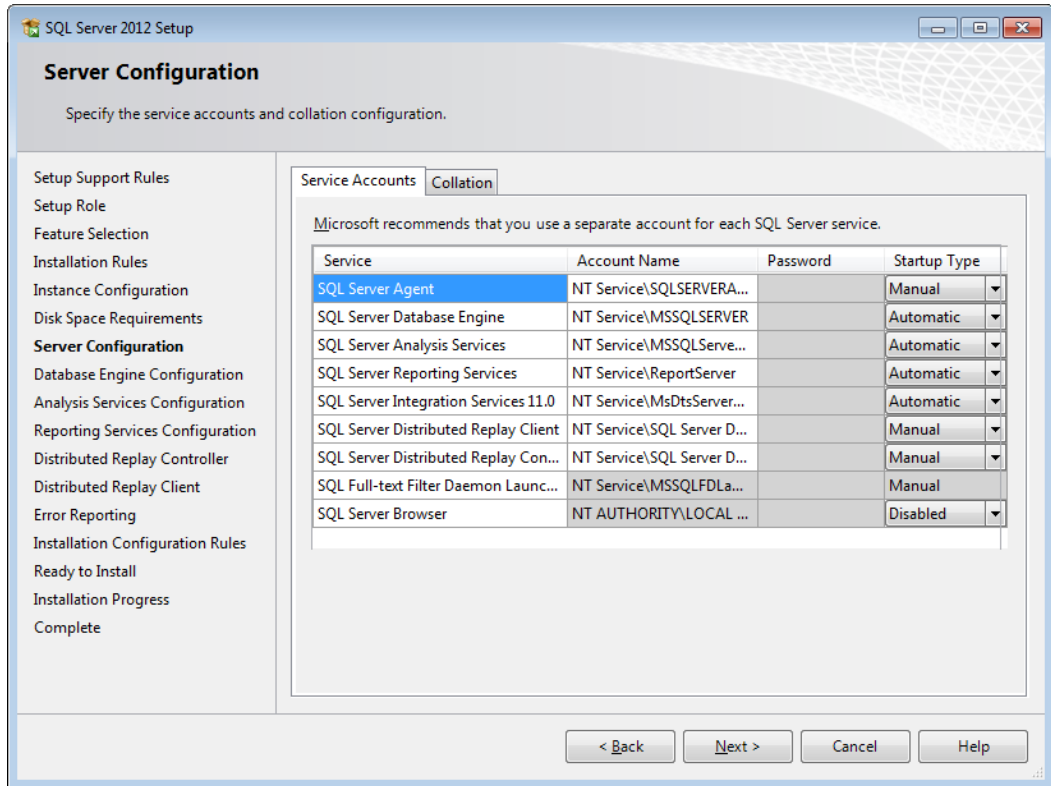 SQL Server 2012 Setup
Server Configuration
Specify the service accounts and collation configuration.
Setup Support Rules
Setup Role
Feature Selection
Installation Rules
Instance Configuration
Disk Space Requirements
Server Configuration
Database Engine Configuration
Analysis Services Configuration
Reporting Services Configuration
Distributed Replay Controller
Distributed Replay Client
Error Reporting
Installation Configuration Rules
Ready to Install
Installation Progress
Complete
Service Accounts Collation
Microsoft recommends that you use a separate account for each SQL Server service.
Service Account Name Password Startup Type
SQL Server Agent NT Service\SQLSERVERA... Manual
SQL Server Database Engine NT Service\MSSQLSERVER Automatic
SQL Server Analysis Services NT Service\MSSQLServe... Automatic
SQL Server Reporting Services NT Service\ReportServer Automatic
SQL Server Integration Services 11.0 NT Service\MsDtsServer... Automatic
SQL Server Distributed Replay Client NT Service\SQL Server D... Manual
SQL Server Distributed Replay Con... NT Service\SQL Server D... Manual
SQL Full-text Filter Daemon Launc... NT Service\MSSQLFDLa... Manual
SQL Server Browser NT AUTHORITY\LOCAL ... Disabled
< Back Next > Cancel Help